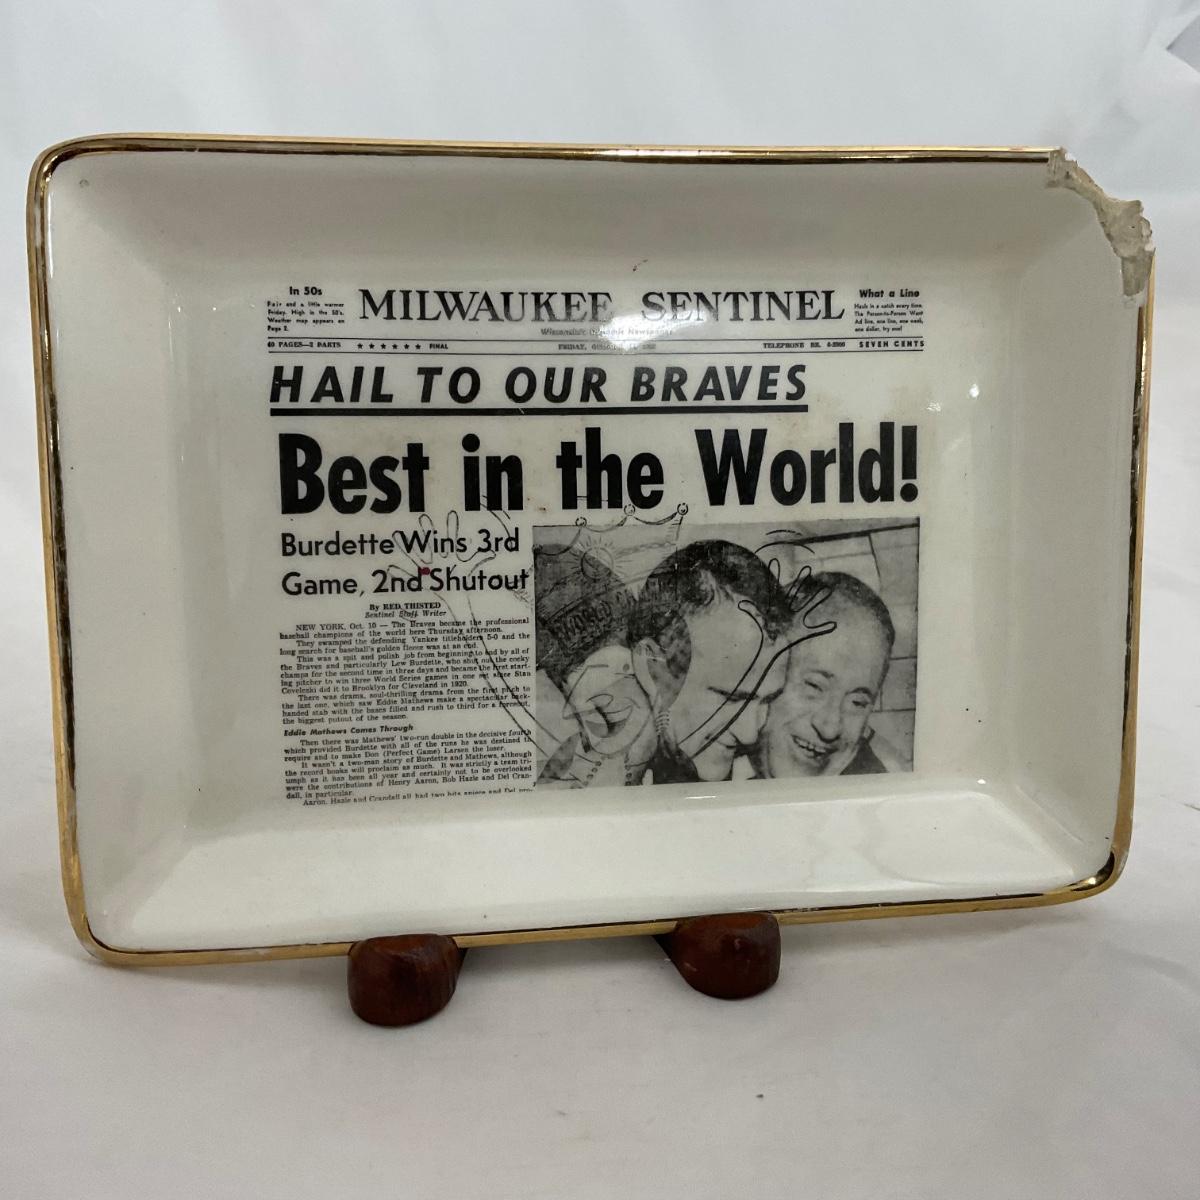 In 50s
Fair and a little warmer
Friday. High in the 50's.
Weather map appears on
Page 2.
MILWAUKEE SENTINEL
What a Line
Hauls in a catch every time.
The Person-to-Person Want
Ad line, one line, one week,
one dollar, try one!
Wisconsin's Newspaper
40 PAGES—2 PARTS ★ ★ ★ ★ ★ ★ FINAL
FRIDAY,
TELEPHONE BR.
SEVEN CENTS
HAIL TO OUR BRAVES
Best in the World!
Burdette Wins 3rd
Game, 2nd Shutout
By RED THISTED
Sentinel Staff Writer
NEW YORK, Oct. 10 — The Braves became the professional
baseball champions of the world here Thursday afternoon.
They swamped the defending Yankee titleholders 5-0 and the
long search for baseball's golden fleece was at an end.
This was a spit and polish job from beginning to end by all of
the Braves and particularly Lew Burdette, who shut out the cocky
champs for the second time in three days and became the first start-
ing pitcher to win three World Series games in one set since Stan
Coveleski did it to Brooklyn for Cleveland in 1920.
There was drama, soul-thrilling drama from the first pitch to
the last one, which saw Eddie Mathews make a spectacular back-
handed stab with the bases filled and rush to third for a forceout,
the biggest putout of the season.
Eddie Mathews Comes Through
Then there was Mathews' two-run double in the decisive fourth
which provided Burdette with all of the runs he was destined to
require and to make Don (Perfect Game) Larsen the loser.
It wasn't a two-man story of Burdette and Mathews, although
the record books will proclaim as much. It was strictly a team tri-
umph as it has been all year and certainly not to be overlooked
were the contributions of Henry Aaron, Bob Hazle and Del Cran-
dall, in particular.
Aaron, Hazle and Crandall all had two hits apiece and Del
WORLD CHAMP